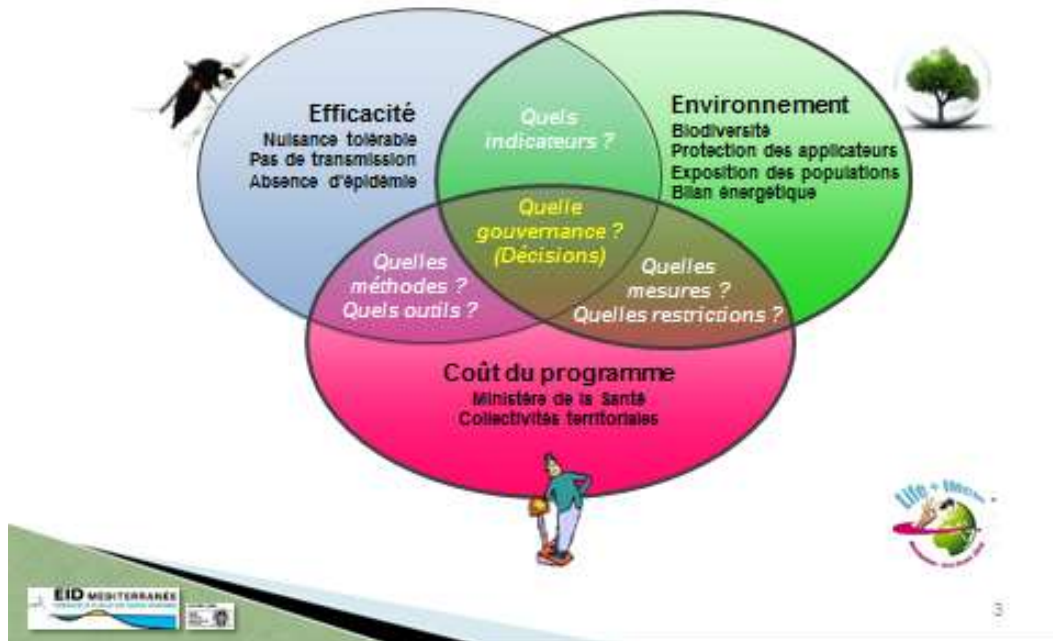 Efficacité
Nuisance tolérable
Pas de transmission
Absence d'épidémie
Quels
indicateurs ?
Environnement
Biodiversité
Protection des applicateurs
Exposition des populations
Bilan énergétique
Quelle
gouvernance ?
(Décisions)
Quelles
méthodes ?
Quels outils ?
Quelles
mesures ?
Quelles restrictions ?
Coût du programme
Ministère de la Santé
Collectivités territoriales
Life +
EID MEDITERRANÉE
3